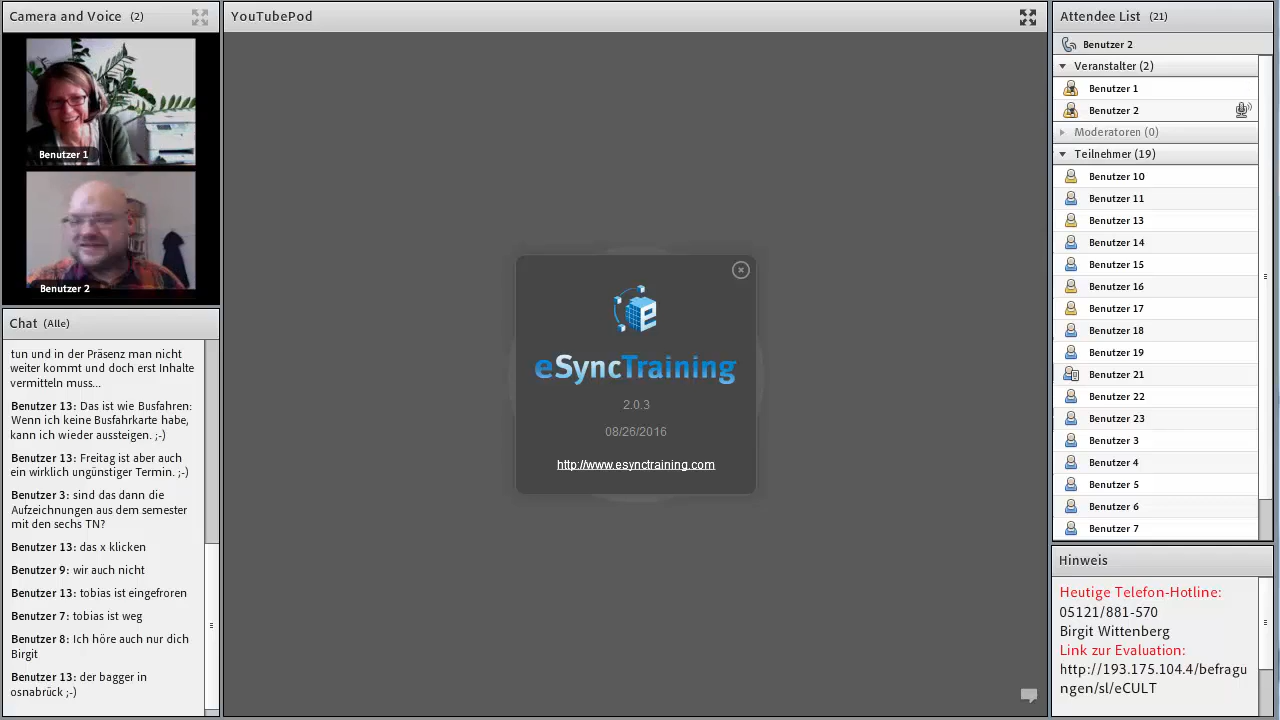 Camera and Voice (2)
Benutzer 1
Benutzer 2
Chat (Alle)
tun und in der Präsenz man nicht
weiter kommt und doch erst Inhalte
vermitteln muss...
Benutzer 13: Das ist wie Busfahren:
Wenn ich keine Busfahrkarte habe,
kann ich wieder aussteigen. ;-)
Benutzer 13: Freitag ist aber auch
ein wirklich ungünstiger Termin. ;-)
Benutzer 3: sind das dann die
Aufzeichnungen aus dem semester
mit den sechs TN?
Benutzer 13: das x klicken
Benutzer 9: wir auch nicht
Benutzer 13: tobias ist eingefroren
Benutzer 7: tobias ist weg
Benutzer 8: Ich höre auch nur dich
Birgit
Benutzer 13: der bagger in
osnabrück ;-)
YouTubePod
e
eSyncTraining
2.0.3
08/26/2016
http://www.esynctraining.com
Attendee List (21)
Benutzer 2
Veranstalter (2)
Benutzer 1
Benutzer 2
Moderatoren (0)
Teilnehmer (19)
Benutzer 10
Benutzer 11
Benutzer 13
Benutzer 14
Benutzer 15
Benutzer 16
Benutzer 17
Benutzer 18
Benutzer 19
Benutzer 21
Benutzer 22
Benutzer 23
Benutzer 3
Benutzer 4
Benutzer 5
Benutzer 6
Benutzer 7
Hinweis
Heutige Telefon-Hotline:
05121/881-570
Birgit Wittenberg
Link zur Evaluation:
http://193.175.104.4/befragu
ngen/sl/eCULT